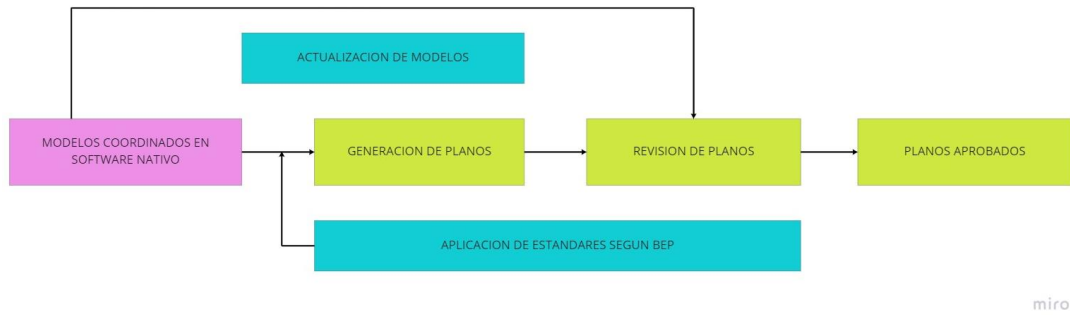 ACTUALIZACION DE MODELOS
MODELOS COORDINADOS EN
SOFTWARE NATIVO
GENERACION DE PLANOS
REVISION DE PLANOS
PLANOS APROBADOS
APLICACION DE ESTANDARES SEGUN BEP
miro